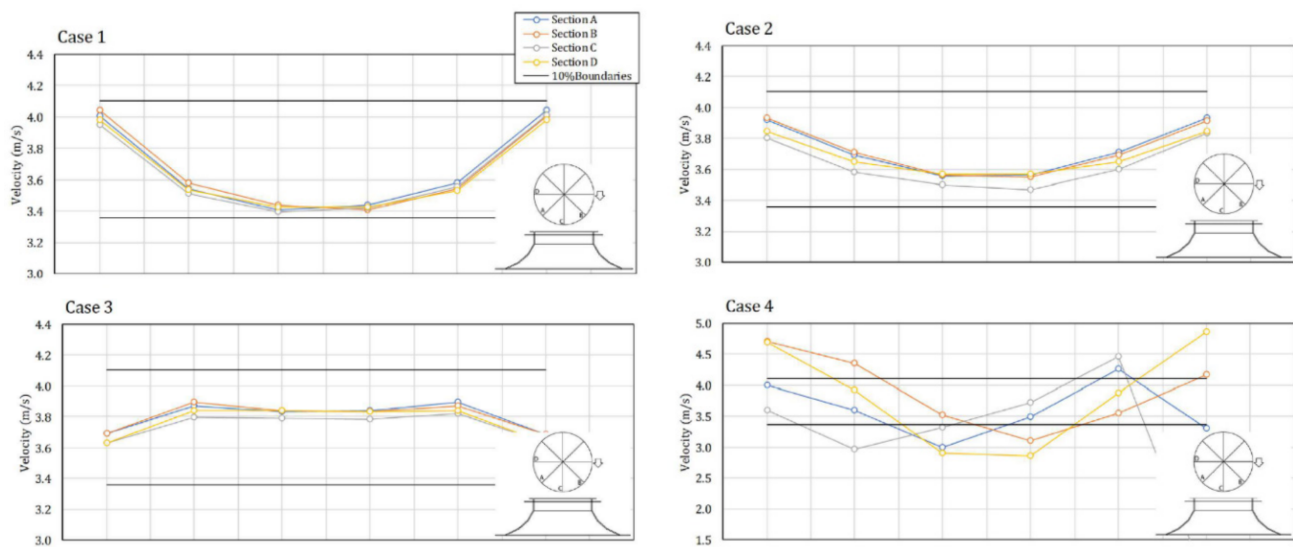 Case 1
Section A
Section B
Section C
Section D
10%Boundaries
Velocity (m/s)
4.4
4.2
4.0
3.8
3.6
3.4
3.2
3.0
D
A
C
B
Case 2
Velocity (m/s)
4.4
4.2
4.0
3.8
3.6
3.4
3.2
3.0
D
A
C
B
Case 3
Velocity (m/s)
4.4
4.2
4.0
3.8
3.6
3.4
3.2
3.0
D
A
C
B
Case 4
Velocity (m/s)
5.0
4.5
4.0
3.5
3.0
2.5
2.0
1.5
D
A
C
B